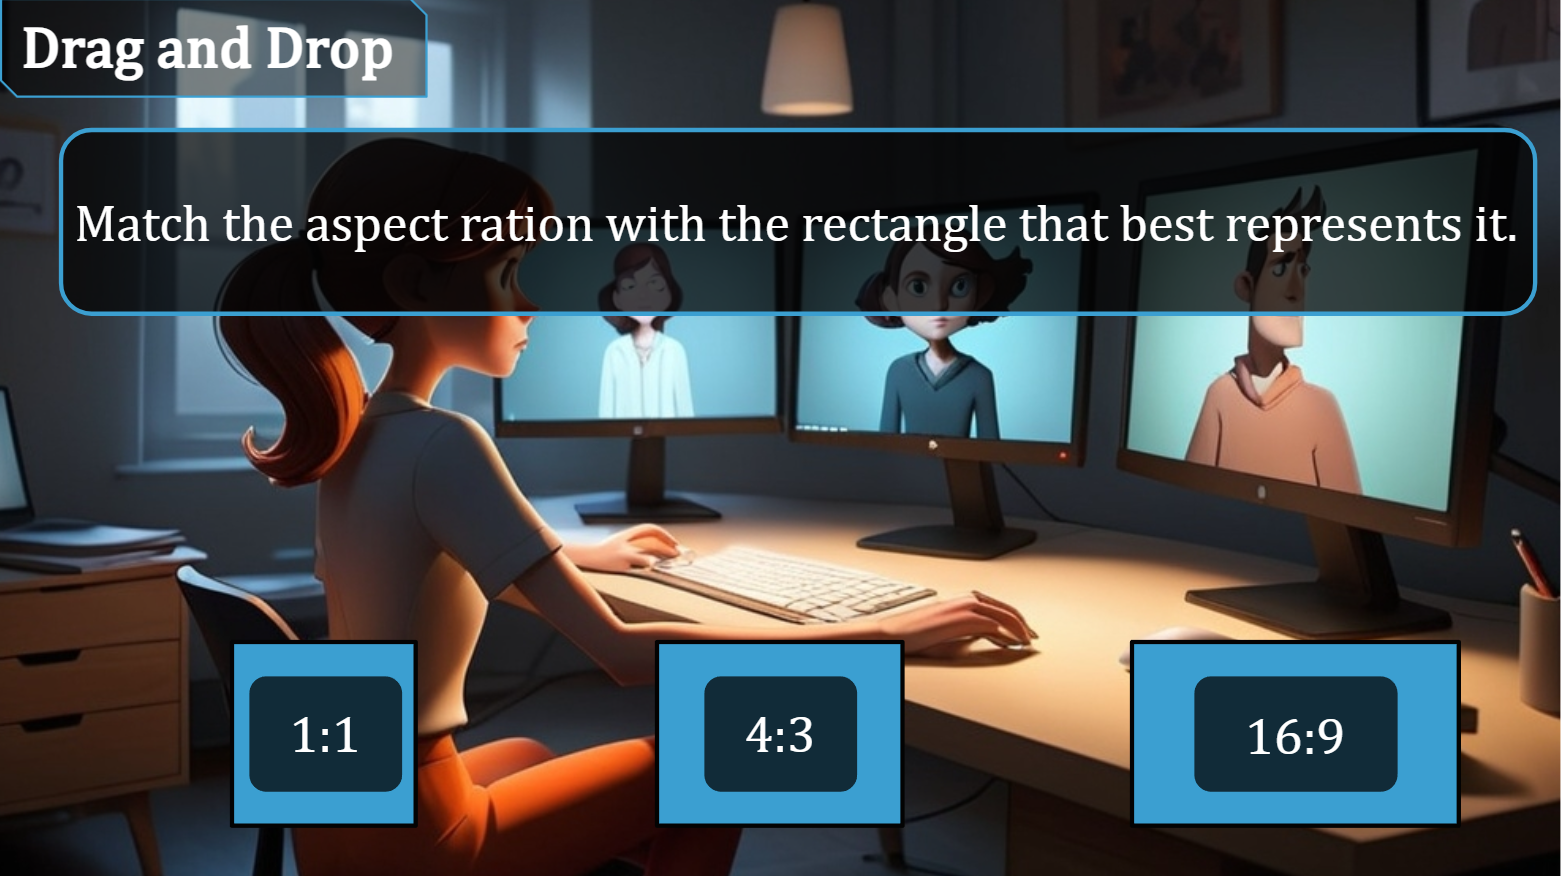 Drag and Drop
Match the aspect ration with the rectangle that best represents it.
1:1
4:3
16:9